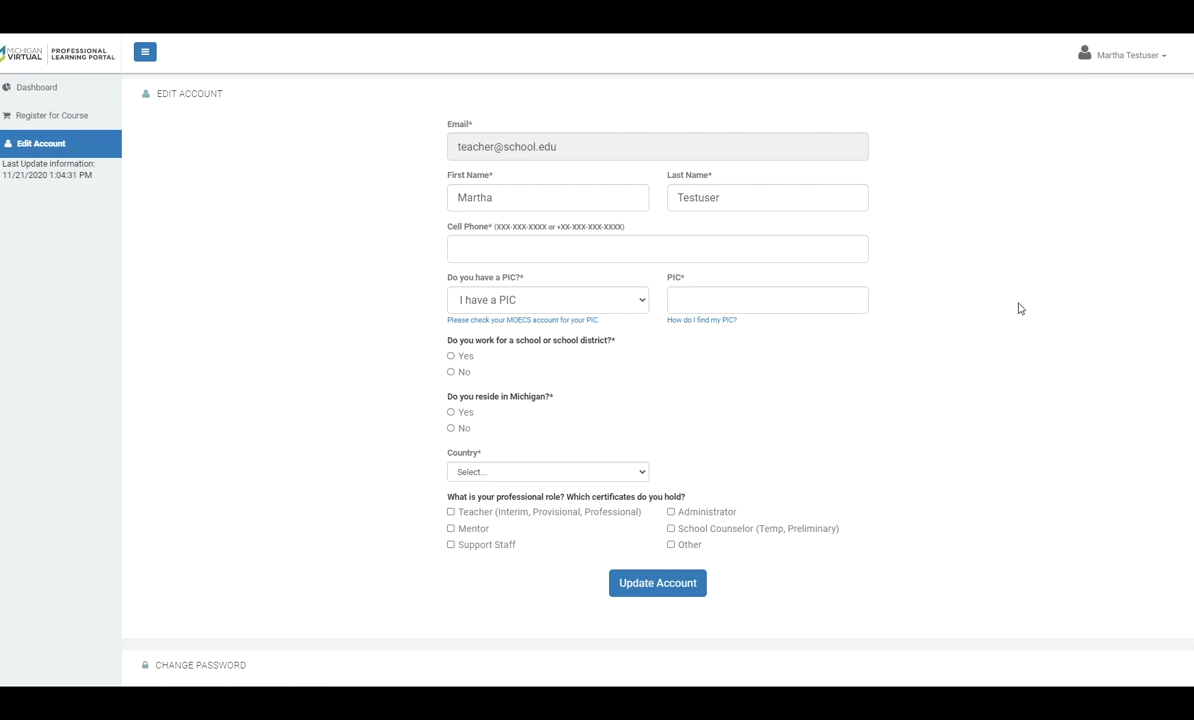 MICHIGAN
VIRTUAL
PROFESSIONAL
LEARNING PORTAL
Martha Testuser
Dashboard
Register for Course
Edit Account
Last Update information:
11/21/2020 1:04:31 PM
EDIT ACCOUNT
Email*
teacher@school.edu
First Name* Last Name*
Martha Testuser
Cell Phone* (XXX-XXX-XXXX or +XX-XXX-XXX-XXXX)
Do you have a PIC?* PIC*
I have a PIC
Please check your MOECS account for your PIC. How do I find my PIC?
Do you work for a school or school district?*
Yes
No
Do you reside in Michigan?*
Yes
No
Country*
Select...
What is your professional role? Which certificates do you hold?
Teacher (Interim, Provisional, Professional) Administrator
Mentor School Counselor (Temp, Preliminary)
Support Staff Other
Update Account
CHANGE PASSWORD